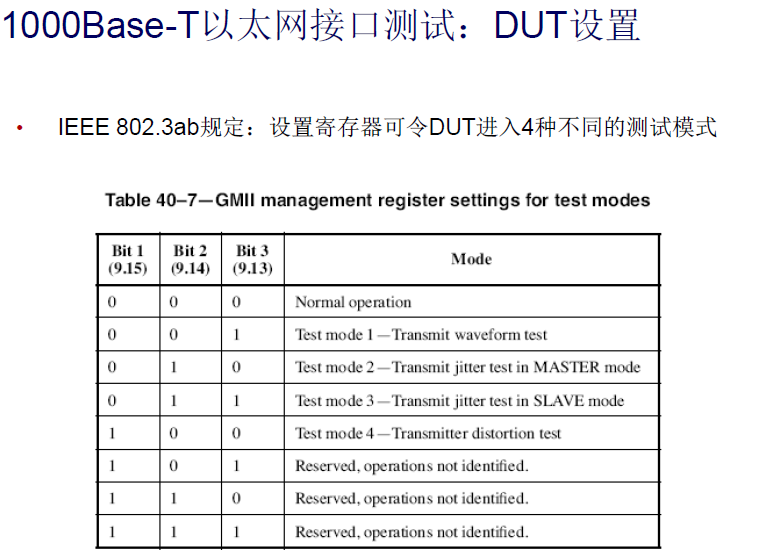 1000Base-T以太网接口测试：DUT设置
• IEEE 802.3ab规定：设置寄存器可令DUT进入4种不同的测试模式
Table 40–7—GMII management register settings for test modes
Bit 1 (9.15) Bit 2 (9.14) Bit 3 (9.13) Mode
0 0 0 Normal operation
0 0 1 Test mode 1—Transmit waveform test
0 1 0 Test mode 2—Transmit jitter test in MASTER mode
0 1 1 Test mode 3—Transmit jitter test in SLAVE mode
1 0 0 Test mode 4—Transmitter distortion test
1 0 1 Reserved, operations not identified.
1 1 0 Reserved, operations not identified.
1 1 1 Reserved, operations not identified.